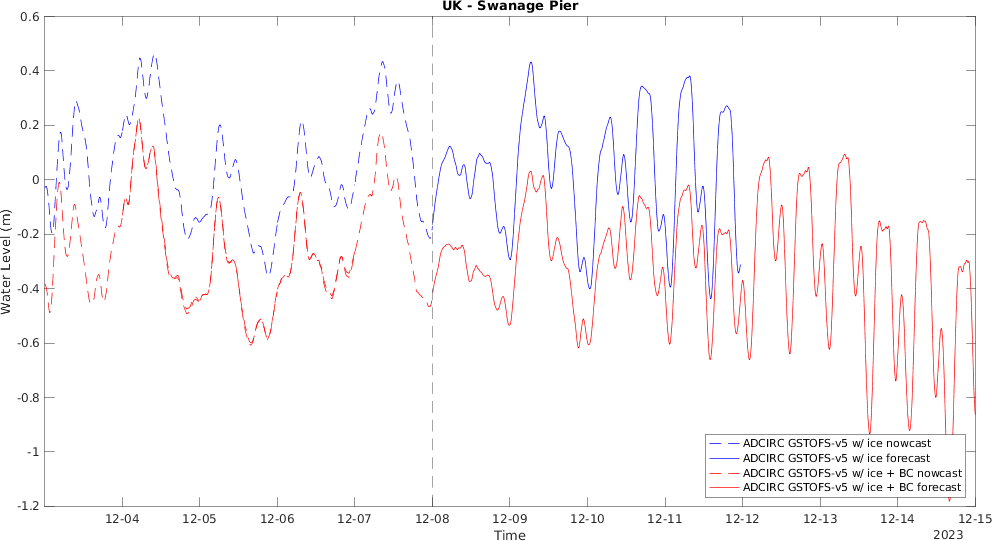 UK - Swanage Pier
0.6
0.4
0.2
0
-0.2
-0.4
-0.6
-0.8
-1
-1.2
Water Level (m)
12-04 12-05 12-06 12-07 12-08 12-09 12-10 12-11 12-12 12-13 12-14 12-15
Time
2023
ADCIRC GSTOFS-v5 w/ ice nowcast
ADCIRC GSTOFS-v5 w/ ice forecast
ADCIRC GSTOFS-v5 w/ ice + BC nowcast
ADCIRC GSTOFS-v5 w/ ice + BC forecast